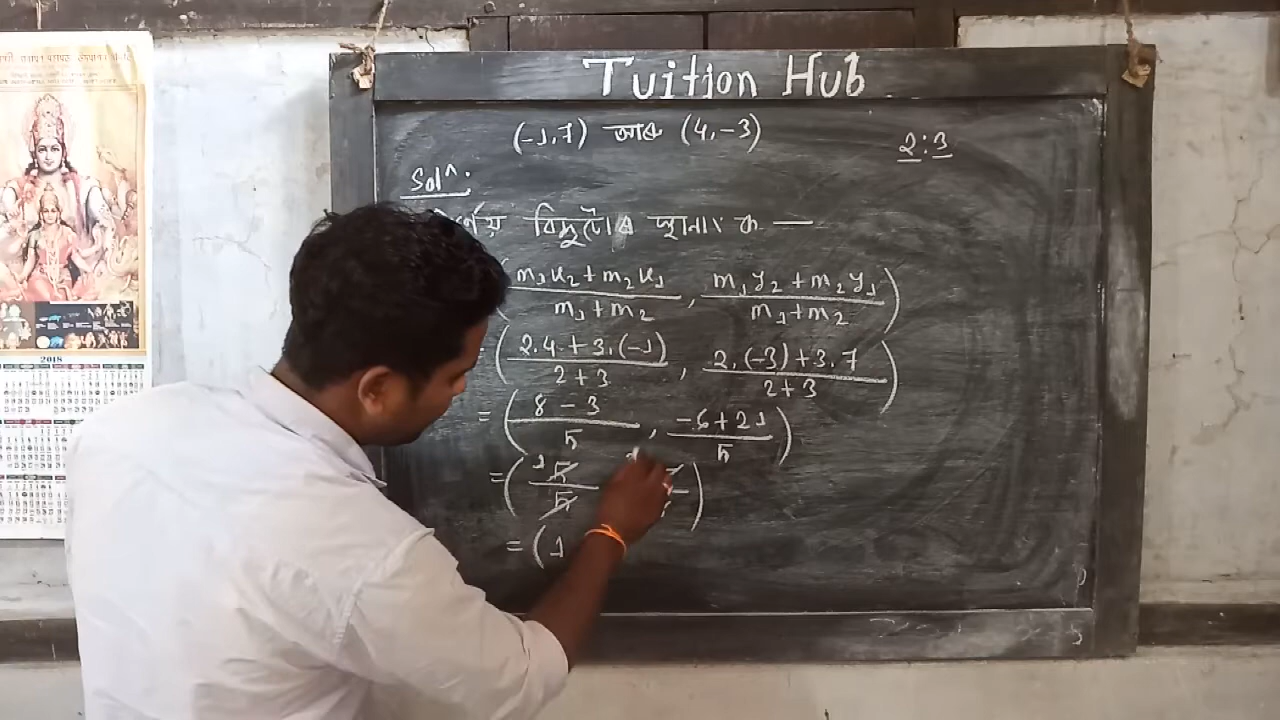 Tuition Hub
(-1, 7) আৰু (4, -3) 2:3
Sol^n.
বিন্দুটোৰ স্থানাংক —
(m₁x₂ + m₂x₁ / m₁ + m₂ , m₁y₂ + m₂y₁ / m₁ + m₂)
= (2.4 + 3.(-1) / 2 + 3 , 2.(-3) + 3.7 / 2 + 3)
= (8 - 3 / 5 , -6 + 21 / 5)
= (1 5 / 5
= (1
2018